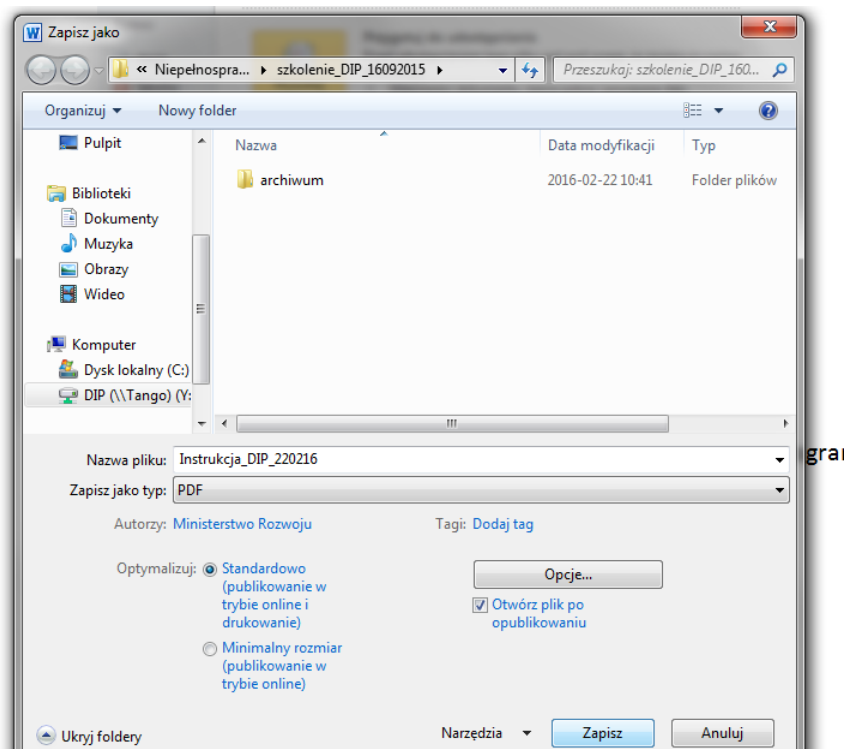 Zapisz jako
« Niepełnospra... ▸ szkolenie_DIP_16092015 ▸ Przeszukaj: szkolenie_DIP_160...
Organizuj Nowy folder
Pulpit
Biblioteki
Dokumenty
Muzyka
Obrazy
Wideo
Komputer
Dysk lokalny (C:)
DIP (\\Tango) (Y:
Nazwa Data modyfikacji Typ
archiwum 2016-02-22 10:41 Folder plików
Nazwa pliku: Instrukcja_DIP_220216
Zapisz jako typ: PDF
Autorzy: Ministerstwo Rozwoju Tagi: Dodaj tag
Optymalizuj: Standardowo
(publikowanie w
trybie online i
drukowanie)
Minimalny rozmiar
(publikowanie w
trybie online)
Opcje...
Otwórz plik po
opublikowaniu
Ukryj foldery Narzędzia Zapisz Anuluj